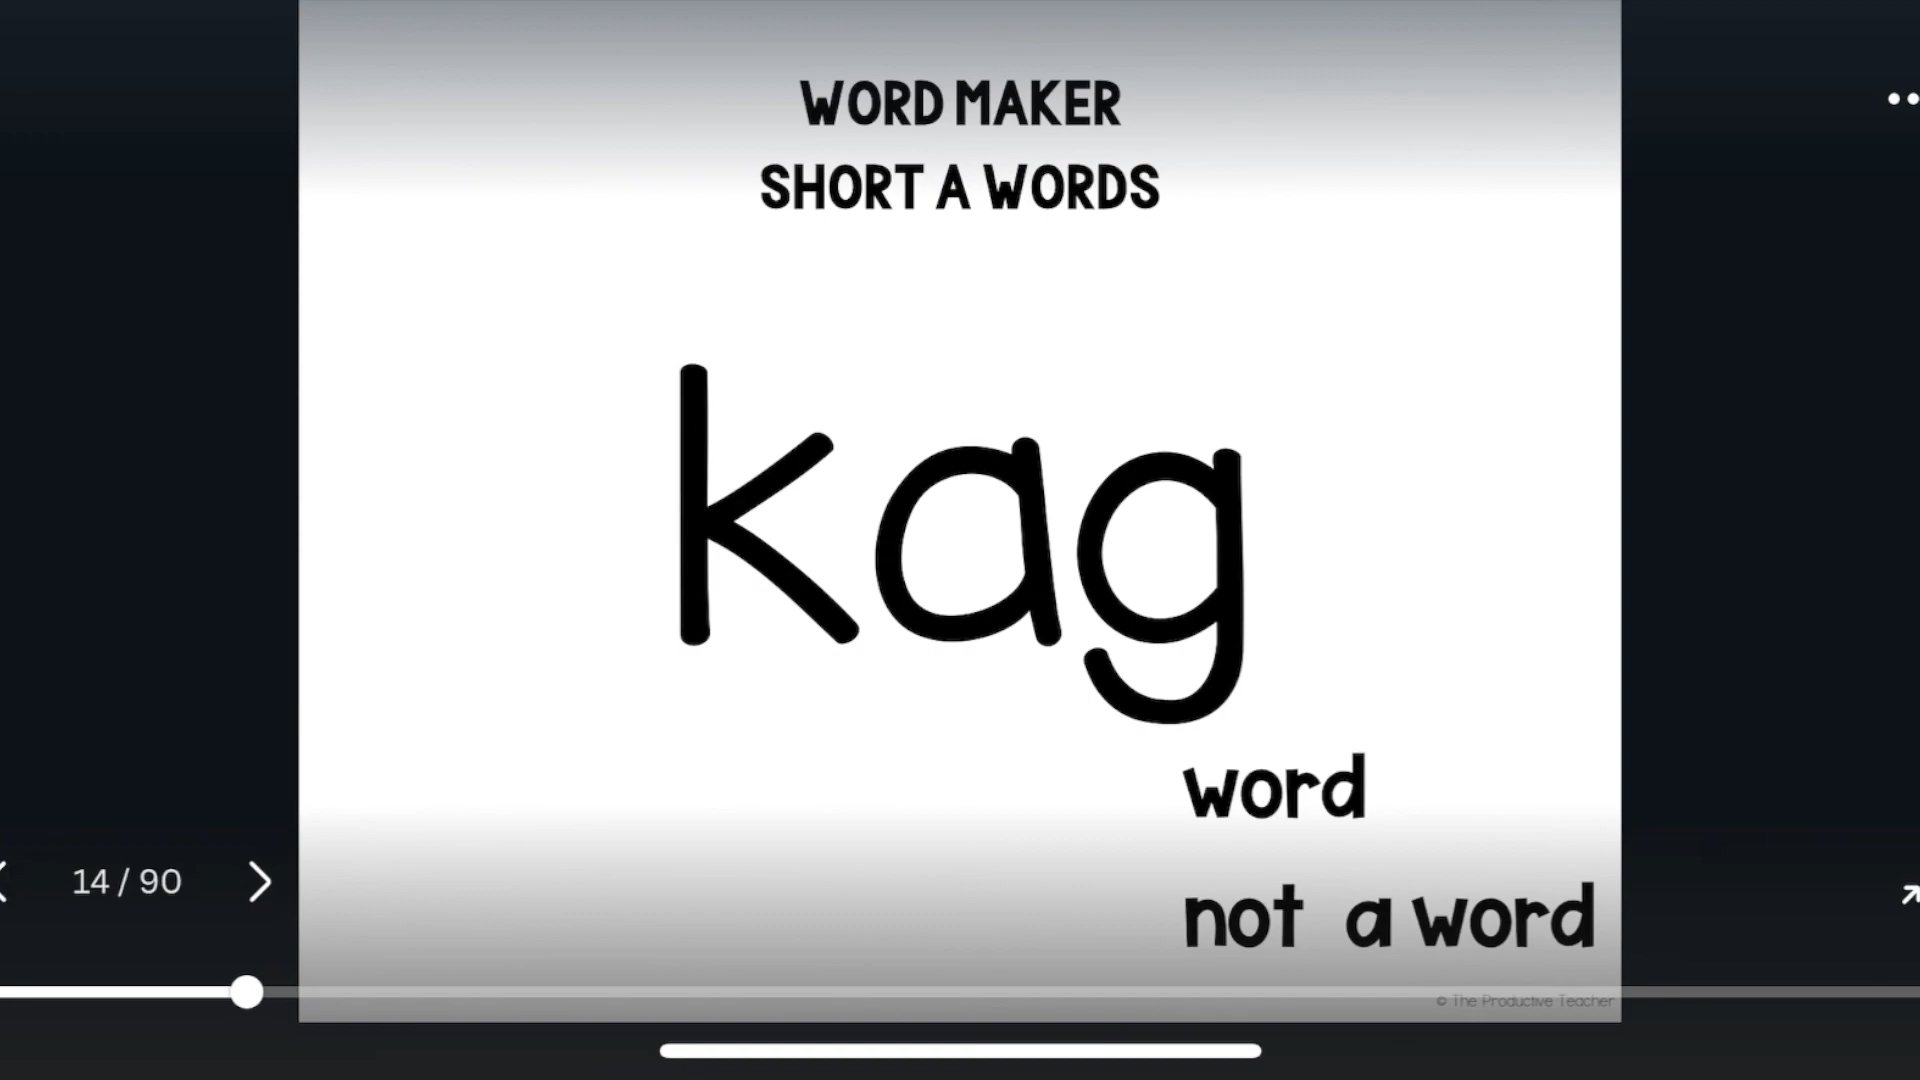 WORD MAKER
SHORT A WORDS
kag
word
not a word
14 / 90
© The Productive Teacher